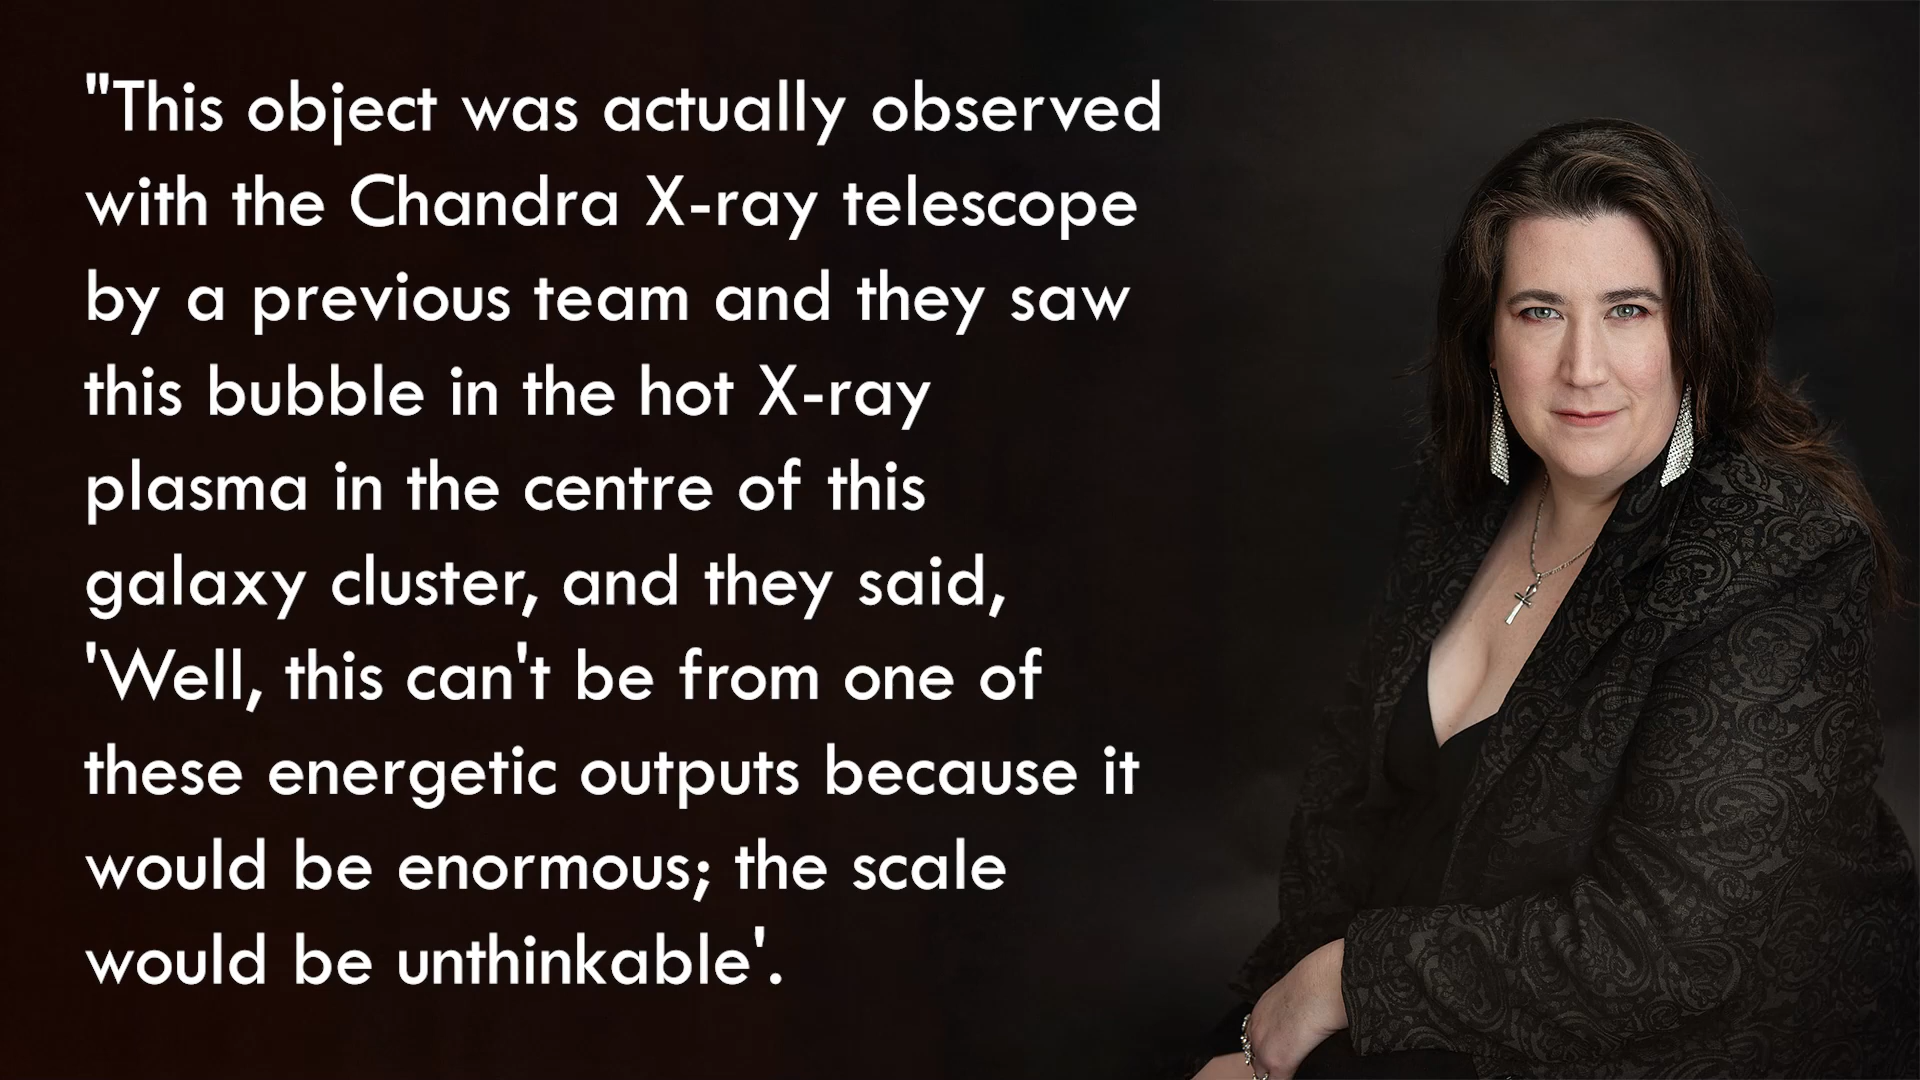 "This object was actually observed
with the Chandra X-ray telescope
by a previous team and they saw
this bubble in the hot X-ray
plasma in the centre of this
galaxy cluster, and they said,
'Well, this can't be from one of
these energetic outputs because it
would be enormous; the scale
would be unthinkable'.